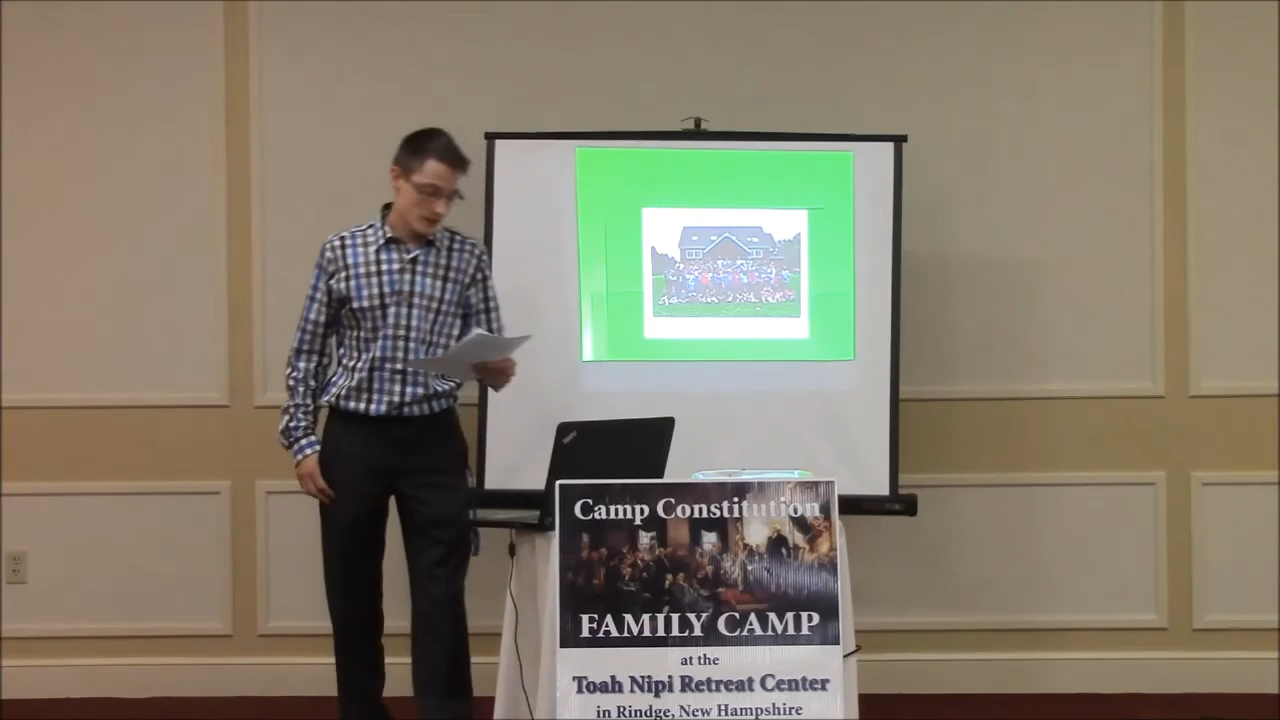 Camp Constitution
FAMILY CAMP
at the
Toah Nipi Retreat Center
in Rindge, New Hampshire